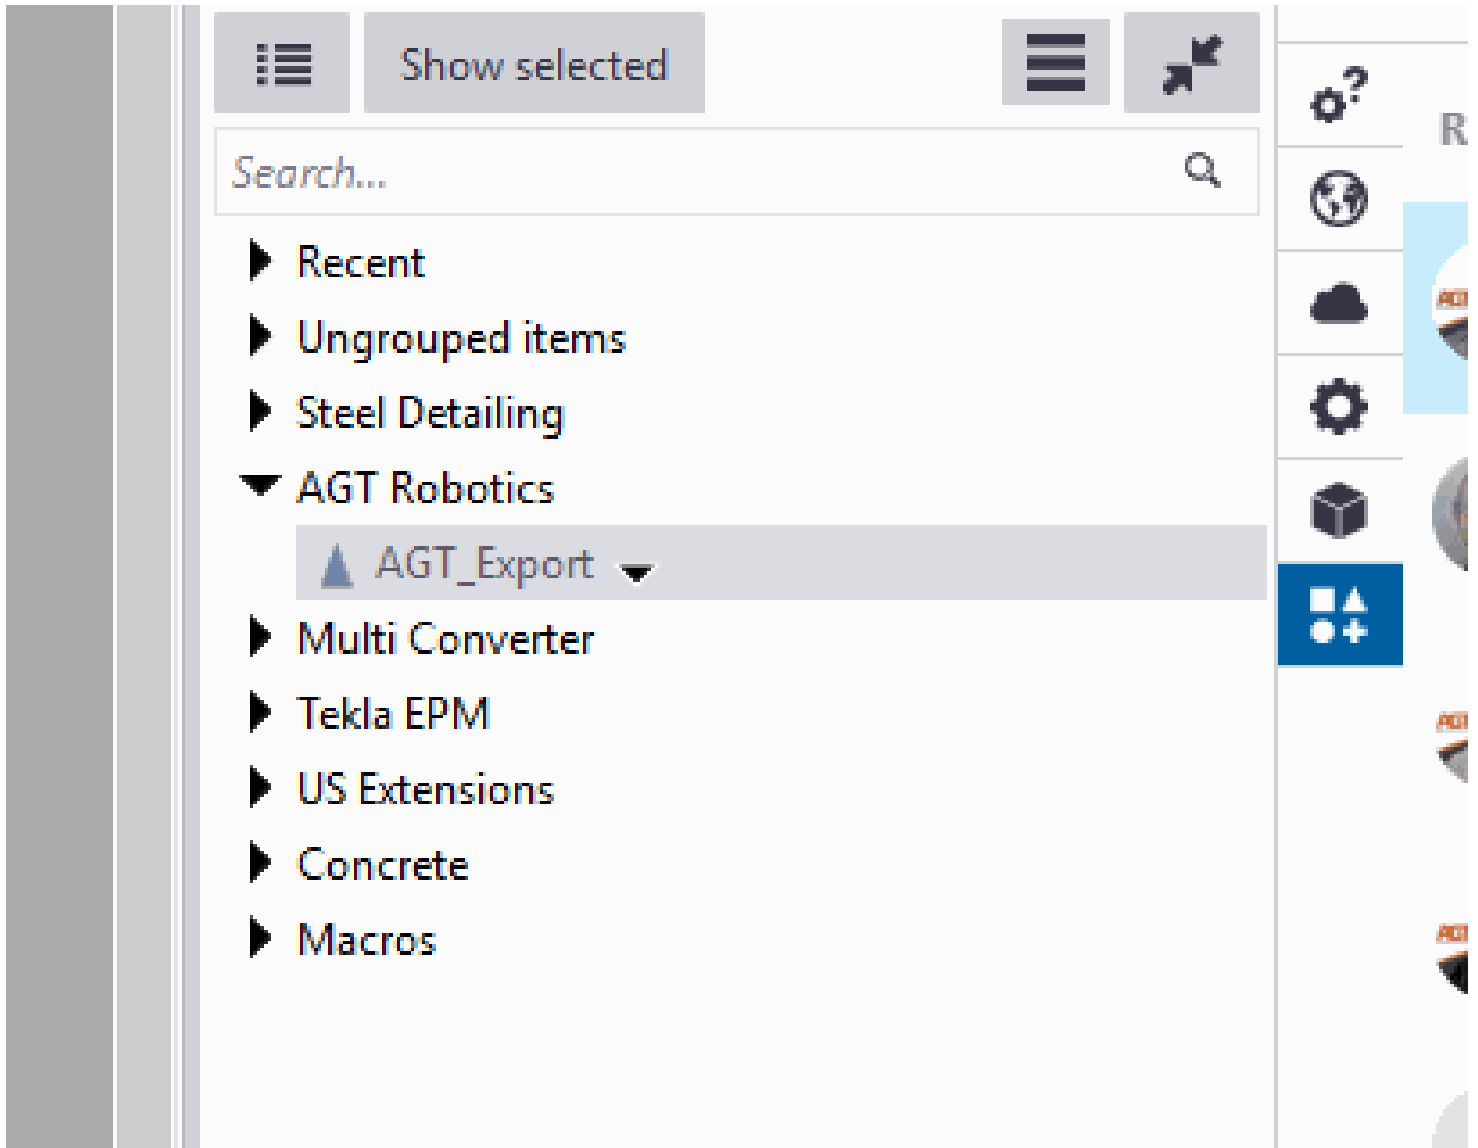 Show selected
Search...
Recent
Ungrouped items
Steel Detailing
AGT Robotics
AGT_Export
Multi Converter
Tekla EPM
US Extensions
Concrete
Macros